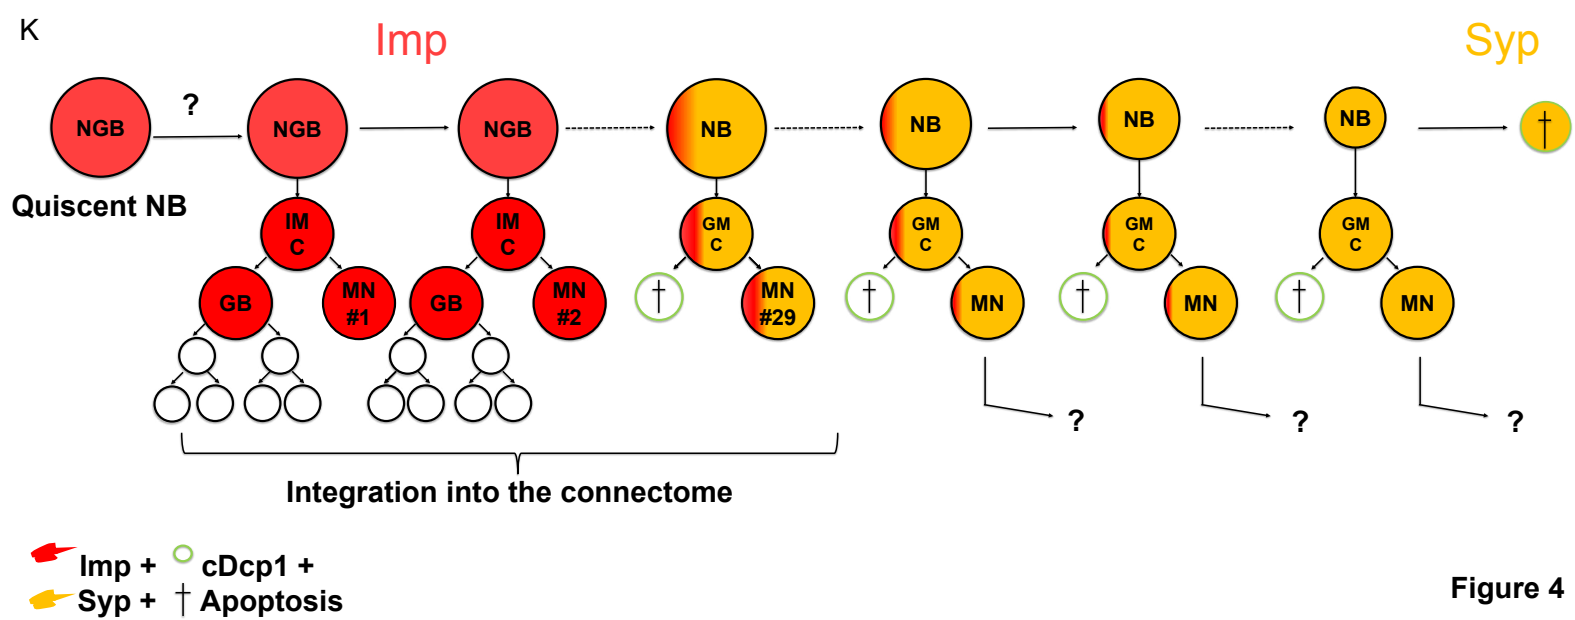 K
Imp
Syp
NGB
?
NGB
NGB
NB
NB
NB
NB
†
Quiscent NB
IM
C
IM
C
GM
C
GM
C
GM
C
GM
C
GB
MN
#1
GB
MN
#2
†
MN
#29
†
MN
†
MN
†
MN
?
?
?
Integration into the connectome
Imp + cDcp1 +
Syp + † Apoptosis
Figure 4